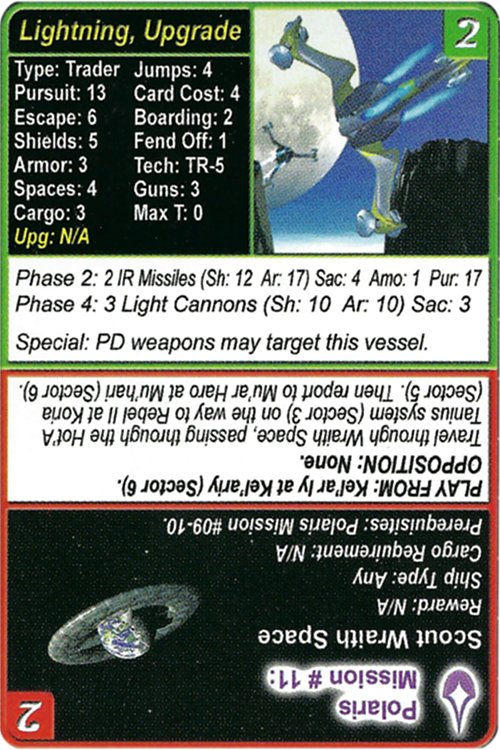 Lightning, Upgrade
2
Type: Trader Jumps: 4
Pursuit: 13 Card Cost: 4
Escape: 6 Boarding: 2
Shields: 5 Fend Off: 1
Armor: 3 Tech: TR-5
Spaces: 4 Guns: 3
Cargo: 3 Max T: 0
Upg: N/A
Phase 2: 2 IR Missiles (Sh: 12 Ar: 17) Sac: 4 Amo: 1 Pur: 17
Phase 4: 3 Light Cannons (Sh: 10 Ar: 10) Sac: 3
Special: PD weapons may target this vessel.
2
Polaris
Mission # 11:
Scout Wraith Space
Reward: N/A
Ship Type: Any
Cargo Requirement: N/A
Prerequisites: Polaris Mission #09-10.
PLAY FROM: Kel'ar Iy at Kel'ariy (Sector 6).
OPPOSITION: None.
Travel through Wraith Space, passing through the Hot'A
Tanius system (Sector 3) on the way to Rebel II at Koria
(Sector 5). Then report to Mu'ar Haro at Mu'hari (Sector 6).